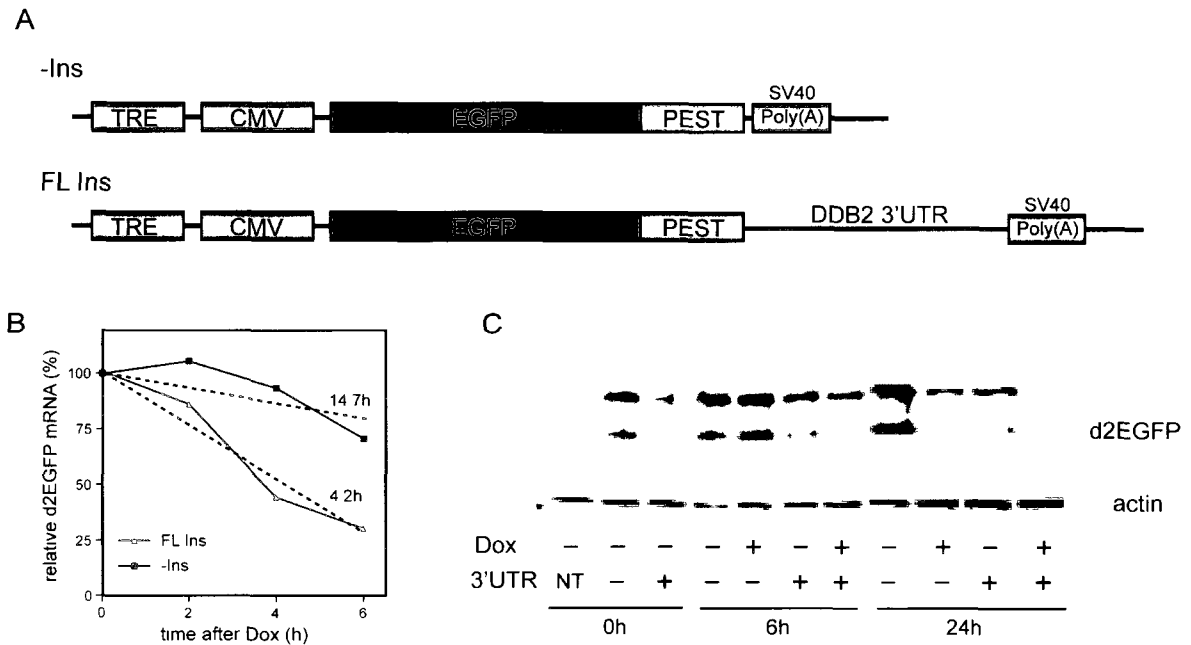 A
-Ins
TRE CMV EGFP PEST SV40 Poly(A)
FL Ins
TRE CMV EGFP PEST DDB2 3'UTR SV40 Poly(A)
B
relative d2EGFP mRNA (%)
100
75
50
25
0
14 7h
4 2h
FL Ins
-Ins
0 2 4 6
time after Dox (h)
C
d2EGFP
actin
Dox - - - - + - + - + - +
3'UTR NT - + - - + + - - + +
0h 6h 24h